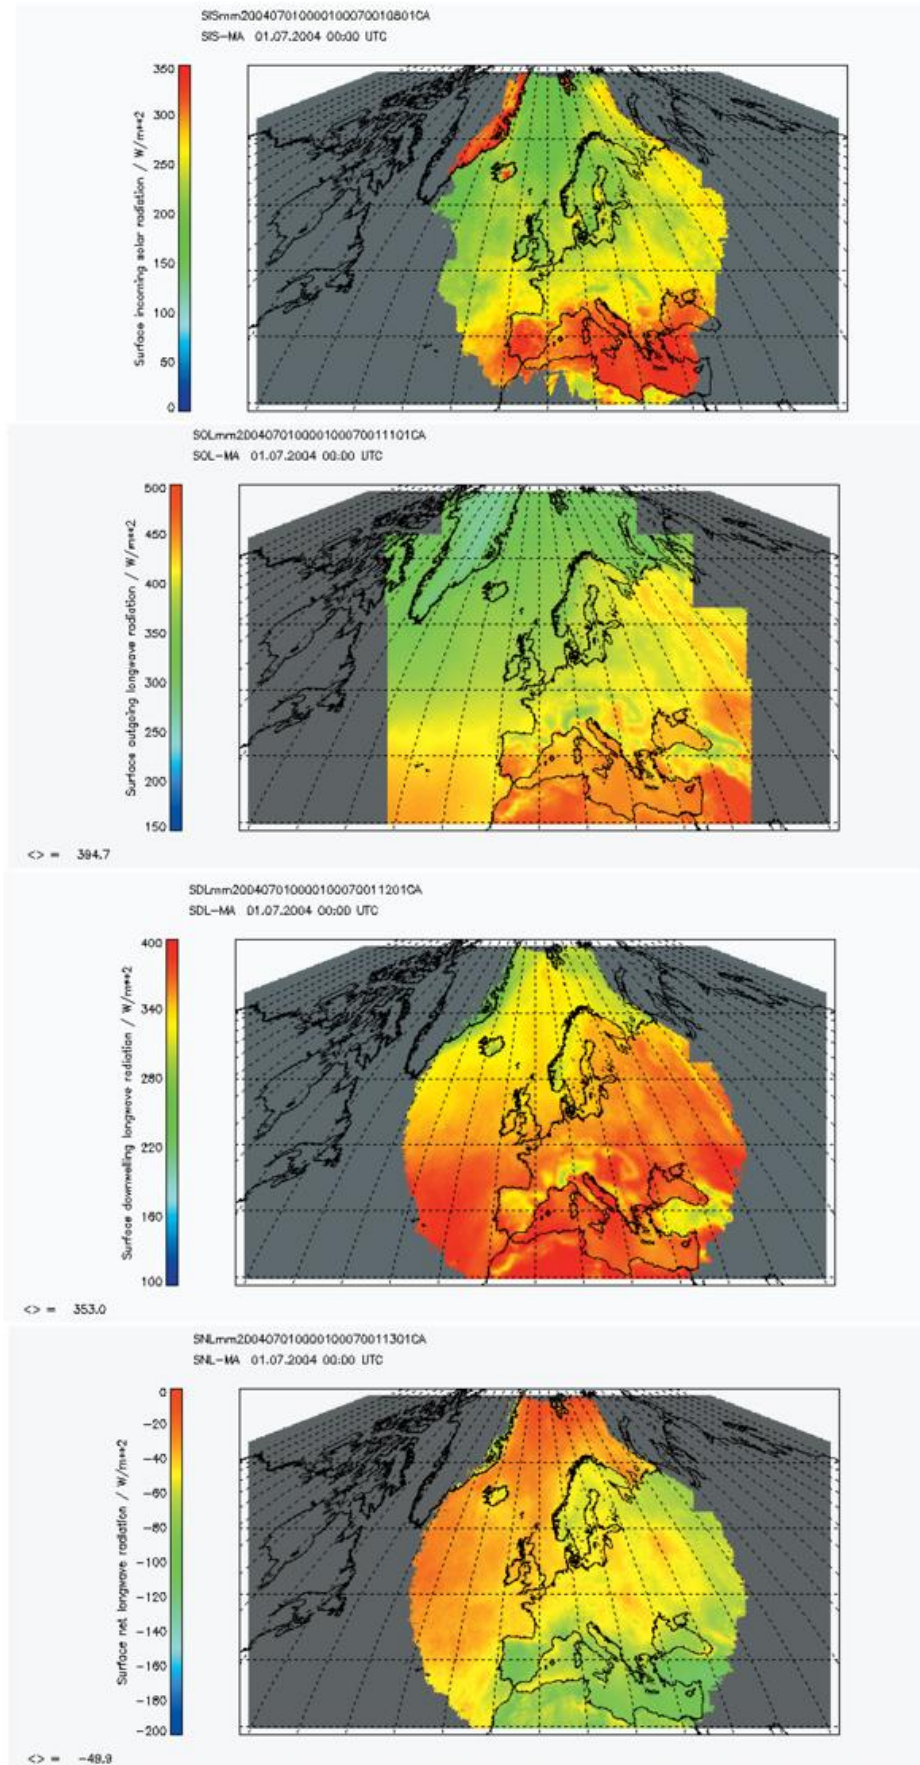 SISmm200407010000100070010801CA
SIS-MA 01.07.2004 00:00 UTC
Surface incoming solar radiation / W/m**2
350
300
250
200
150
100
50
0
SOLmm200407010000100070011101CA
SOL-MA 01.07.2004 00:00 UTC
Surface outgoing longwave radiation / W/m**2
500
450
400
350
300
250
200
150
<> = 394.7
SDLmm200407010000100070011201CA
SDL-MA 01.07.2004 00:00 UTC
Surface downwelling longwave radiation / W/m**2
400
340
280
220
160
100
<> = 353.0
SNLmm200407010000100070011301CA
SNL-MA 01.07.2004 00:00 UTC
Surface net longwave radiation / W/m**2
0
-20
-40
-60
-80
-100
-120
-140
-160
-180
-200
<> = -49.9